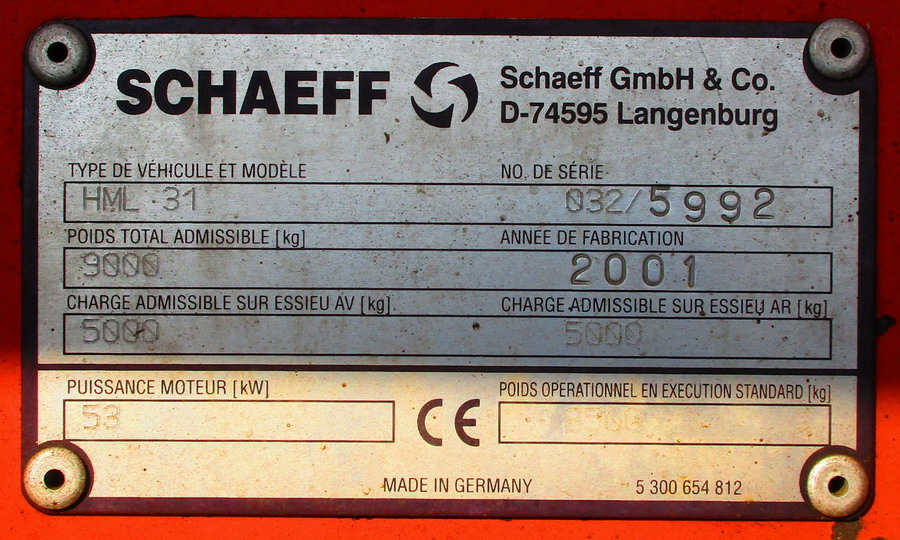 SCHAEFF
Schaeff GmbH & Co.
D-74595 Langenburg
TYPE DE VÉHICULE ET MODÈLE NO. DE SÉRIE
HML 31 032/5992
POIDS TOTAL ADMISSIBLE [kg] ANNÉE DE FABRICATION
9000 2001
CHARGE ADMISSIBLE SUR ESSIEU AV [kg] CHARGE ADMISSIBLE SUR ESSIEU AR [kg]
5000 5000
PUISSANCE MOTEUR [kW] POIDS OPERATIONNEL EN EXECUTION STANDARD [kg]
53
CE
MADE IN GERMANY 5 300 654 812